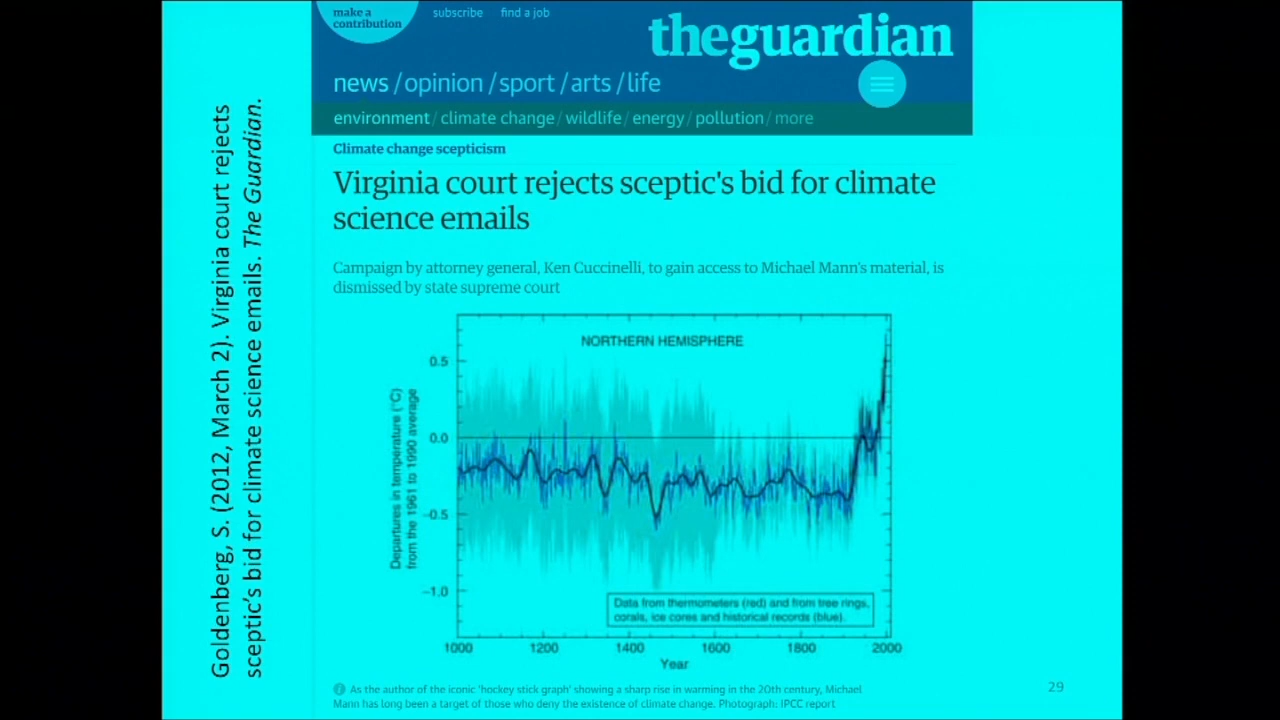 Goldenberg, S. (2012, March 2). Virginia court rejects
sceptic's bid for climate science emails. The Guardian.
make a
contribution
subscribe find a job
theguardian
news / opinion / sport / arts / life
environment / climate change / wildlife / energy / pollution / more
Climate change scepticism
Virginia court rejects sceptic's bid for climate
science emails
Campaign by attorney general, Ken Cuccinelli, to gain access to Michael Mann's material, is
dismissed by state supreme court
NORTHERN HEMISPHERE
Departures in temperature (°C)
from the 1961 to 1990 average
0.5
0.0
-0.5
-1.0
Data from thermometers (red) and from tree rings,
corals, ice cores and historical records (blue).
1000 1200 1400 1600 1800 2000
Year
As the author of the iconic 'hockey stick graph' showing a sharp rise in warming in the 20th century, Michael
Mann has long been a target of those who deny the existence of climate change. Photograph: IPCC report
29